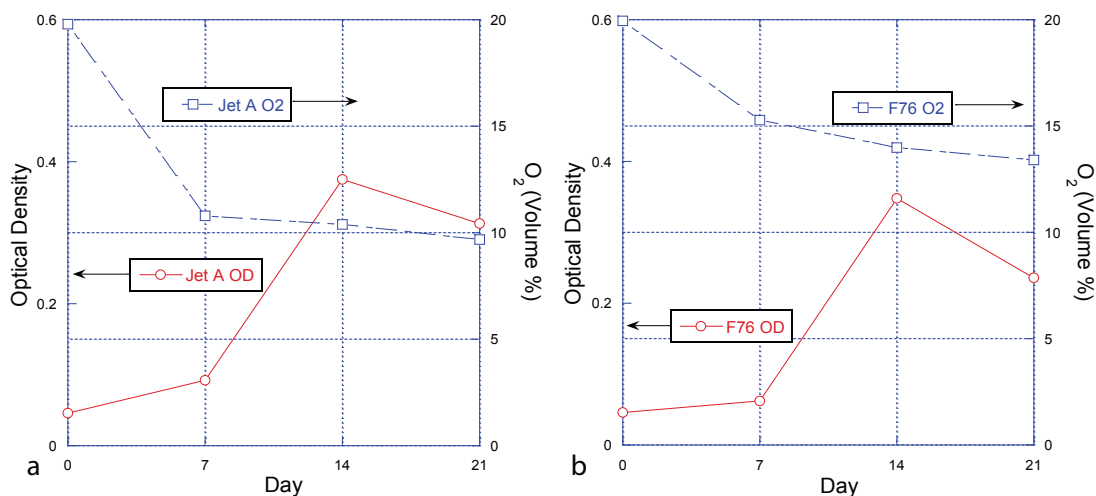 0.6
0.4
0.2
0
Optical Density
20
15
10
5
0
O2 (Volume %)
Jet A O2
Jet A OD
0 7 14 21
Day
a
0.6
0.4
0.2
0
Optical Density
20
15
10
5
0
O2 (Volume %)
F76 O2
F76 OD
0 7 14 21
Day
b